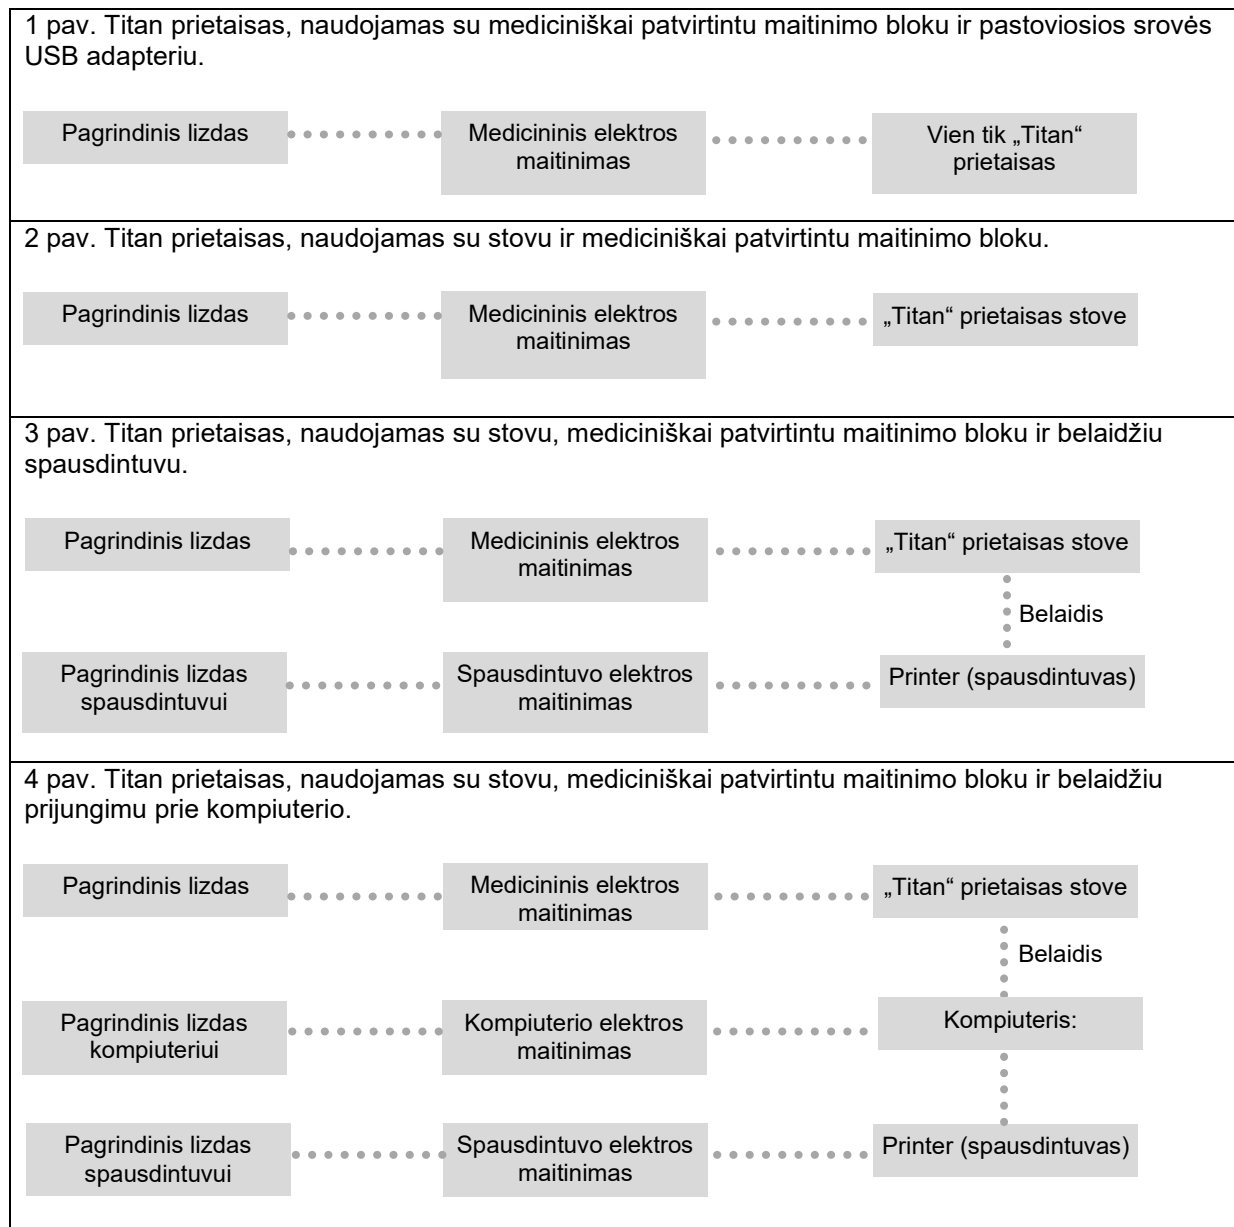 1 pav. Titan prietaisas, naudojamas su mediciniškai patvirtintu maitinimo bloku ir pastoviosios srovės
USB adapteriu.
Pagrindinis lizdas
Medicininis elektros
maitinimas
Vien tik „Titan“
prietaisas
2 pav. Titan prietaisas, naudojamas su stovu ir mediciniškai patvirtintu maitinimo bloku.
Pagrindinis lizdas
Medicininis elektros
maitinimas
„Titan“ prietaisas stove
3 pav. Titan prietaisas, naudojamas su stovu, mediciniškai patvirtintu maitinimo bloku ir belaidžiu
spausdintuvu.
Pagrindinis lizdas
Medicininis elektros
maitinimas
„Titan“ prietaisas stove
Belaidis
Pagrindinis lizdas
spausdintuvui
Spausdintuvo elektros
maitinimas
Printer (spausdintuvas)
4 pav. Titan prietaisas, naudojamas su stovu, mediciniškai patvirtintu maitinimo bloku ir belaidžiu
prijungimu prie kompiuterio.
Pagrindinis lizdas
Medicininis elektros
maitinimas
„Titan“ prietaisas stove
Belaidis
Pagrindinis lizdas
kompiuteriui
Kompiuterio elektros
maitinimas
Kompiuteris:
Pagrindinis lizdas
spausdintuvui
Spausdintuvo elektros
maitinimas
Printer (spausdintuvas)